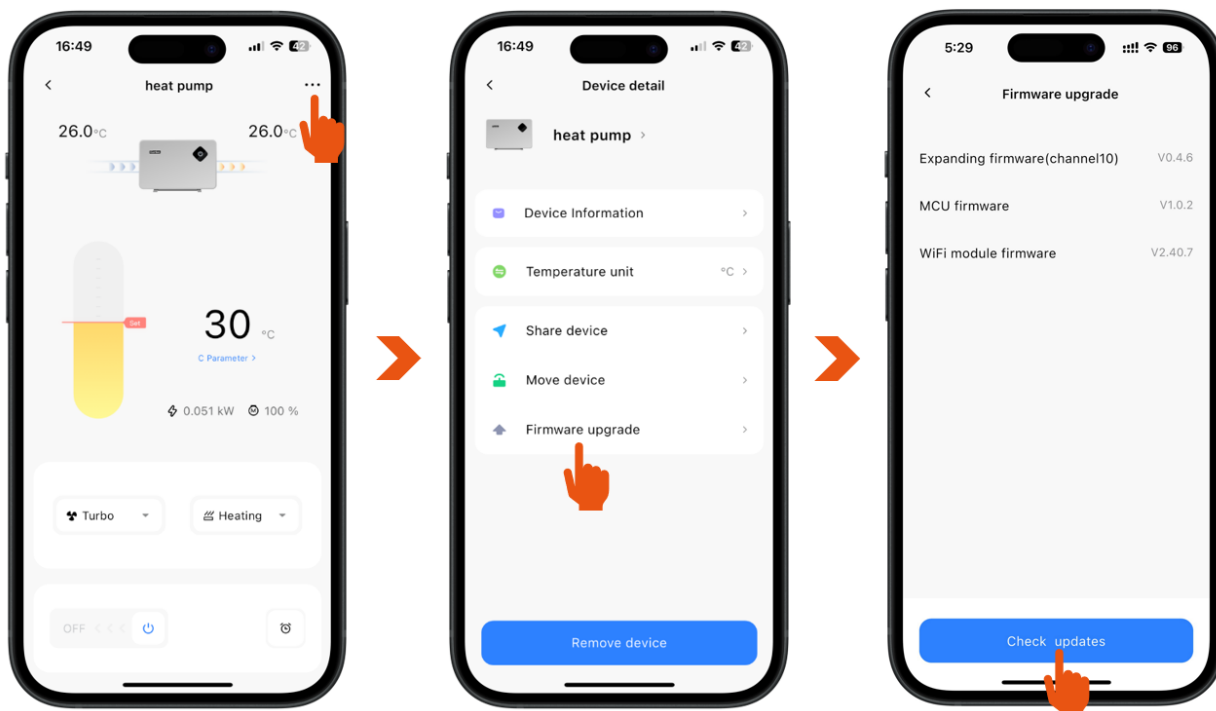 16:49
42
heat pump
26.0°C
26.0°C
Set
30 °C
C Parameter >
0.051 kW
100 %
Turbo
Heating
OFF
16:49
42
Device detail
heat pump >
Device Information >
Temperature unit °C >
Share device >
Move device >
Firmware upgrade >
Remove device
5:29
96
Firmware upgrade
Expanding firmware(channel10) V0.4.6
MCU firmware V1.0.2
WiFi module firmware V2.40.7
Check updates